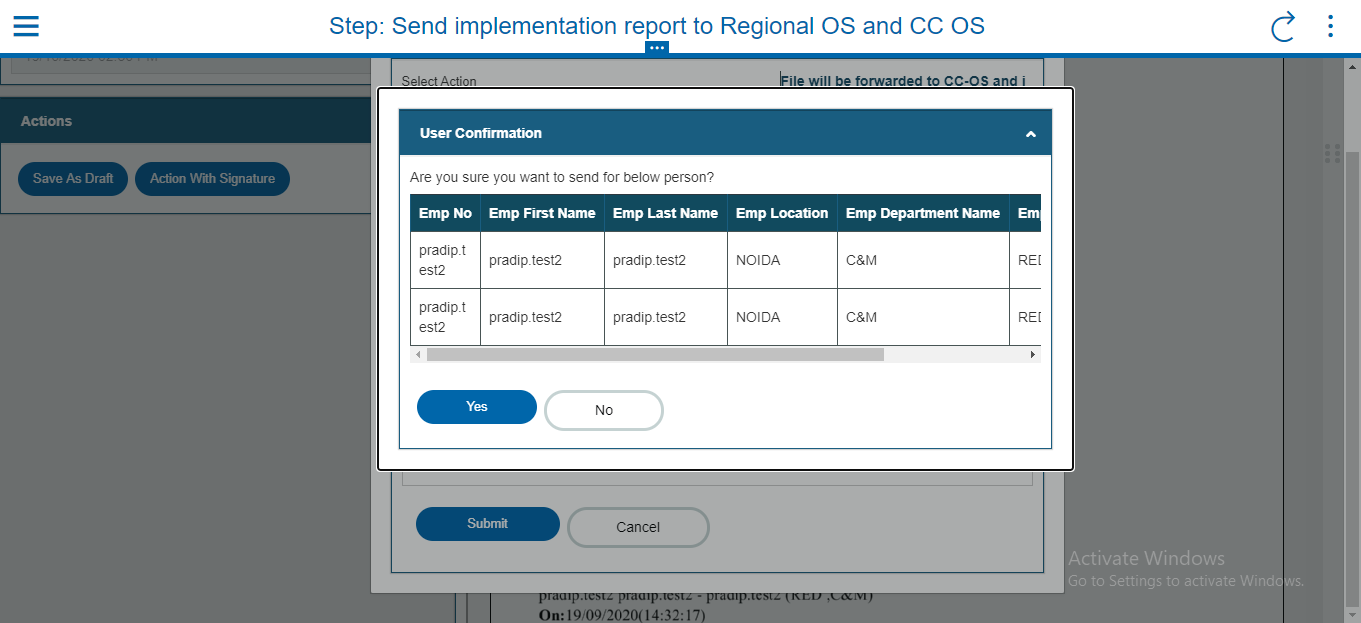 Step: Send implementation report to Regional OS and CC OS
Select Action
File will be forwarded to CC-OS and i
Actions
Save As Draft
Action With Signature
User Confirmation
Are you sure you want to send for below person?
Emp No Emp First Name Emp Last Name Emp Location Emp Department Name Emp
pradip.t
est2 pradip.test2 pradip.test2 NOIDA C&M RED
pradip.t
est2 pradip.test2 pradip.test2 NOIDA C&M RED
Yes
No
Submit
Cancel
Activate Windows
Go to Settings to activate Windows.
pradip.test2 pradip.test2 - pradip.test2 (RED ,C&M)
On:19/09/2020(14:32:17)